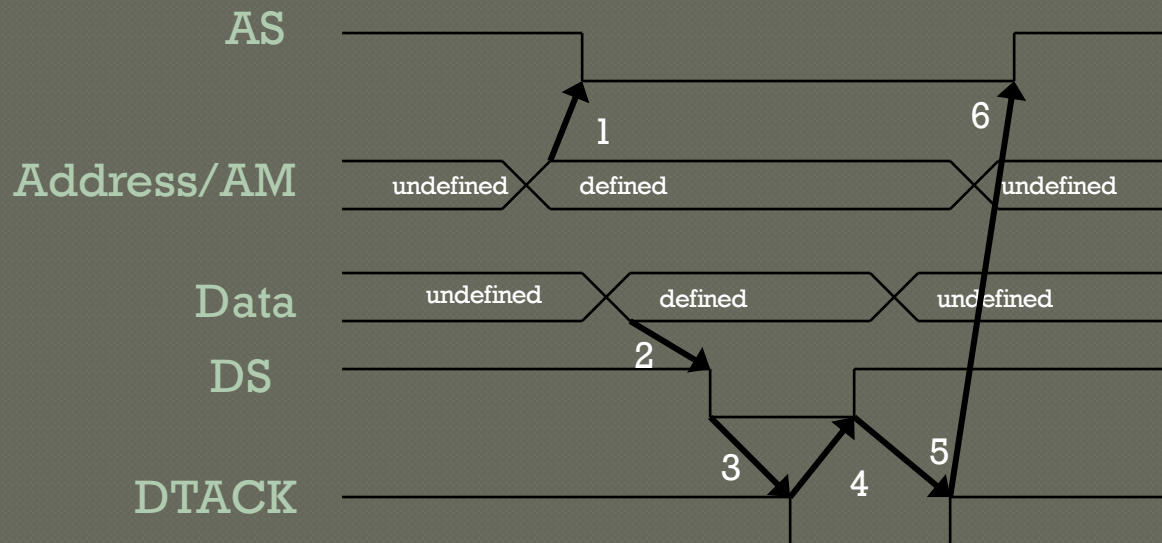 AS
1
6
Address/AM
undefined
defined
undefined
Data
undefined
defined
undefined
2
DS
3
4
5
DTACK